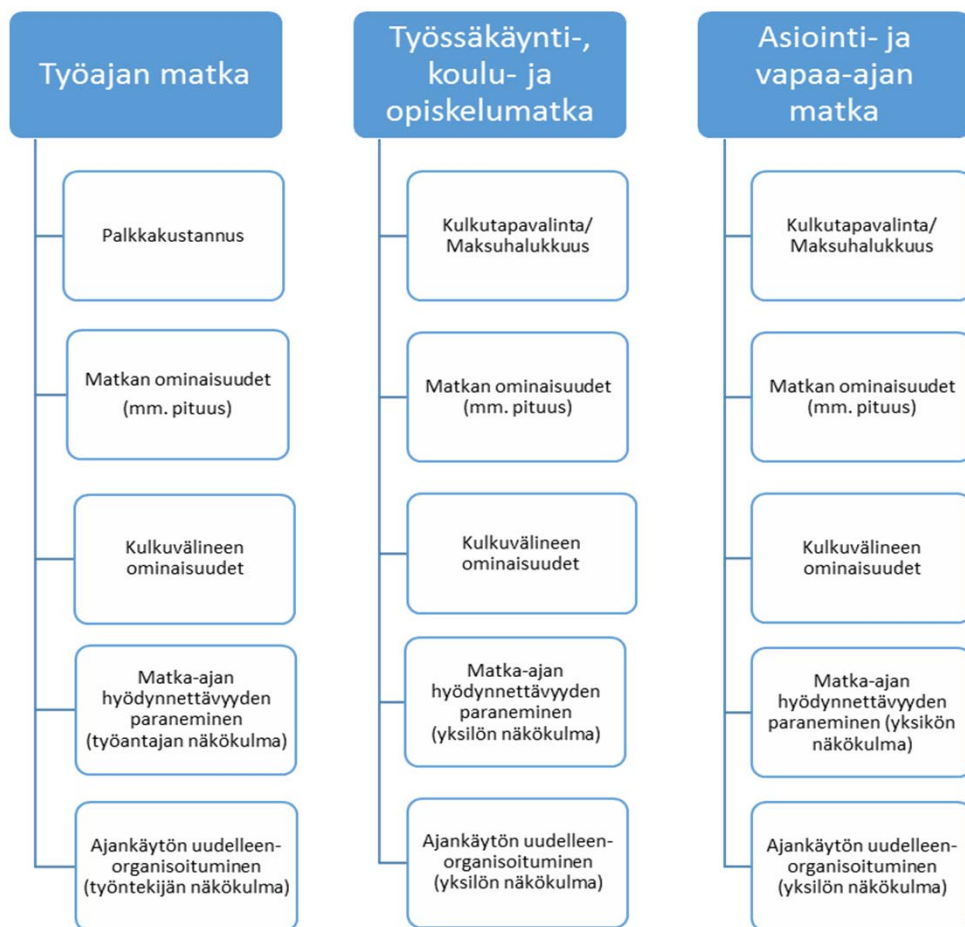 Työajan matka
Palkkakustannus
Matkan ominaisuudet
(mm. pituus)
Kulkuvälineen
ominaisuudet
Matka-ajan
hyödynnettävyyden
paraneminen
(työantajan näkökulma)
Ajankäytön uudelleen-
organisoituminen
(työntekijän näkökulma)
Työssäkäynti-,
koulu- ja
opiskelumatka
Kulkutapavalinta/
Maksuhalukkuus
Matkan ominaisuudet
(mm. pituus)
Kulkuvälineen
ominaisuudet
Matka-ajan
hyödynnettävyyden
paraneminen
(yksilön näkökulma)
Ajankäytön uudelleen-
organisoituminen
(yksilön näkökulma)
Asiointi- ja
vapaa-ajan
matka
Kulkutapavalinta/
Maksuhalukkuus
Matkan ominaisuudet
(mm. pituus)
Kulkuvälineen
ominaisuudet
Matka-ajan
hyödynnettävyyden
paraneminen (yksikön
näkökulma)
Ajankäytön uudelleen-
organisoituminen
(yksilön näkökulma)